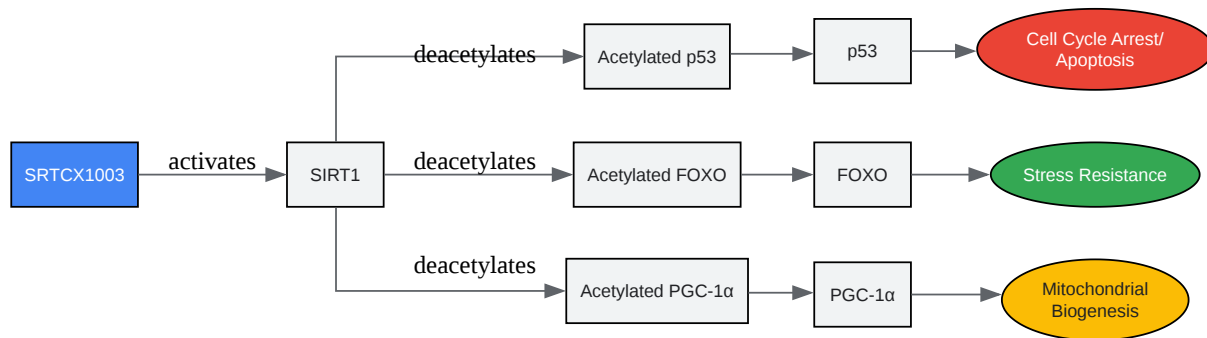 deacetylates
Acetylated p53
p53
Cell Cycle Arrest/
Apoptosis
SRTCX1003
activates
SIRT1
deacetylates
Acetylated FOXO
FOXO
Stress Resistance
deacetylates
Acetylated PGC-1α
PGC-1α
Mitochondrial
Biogenesis